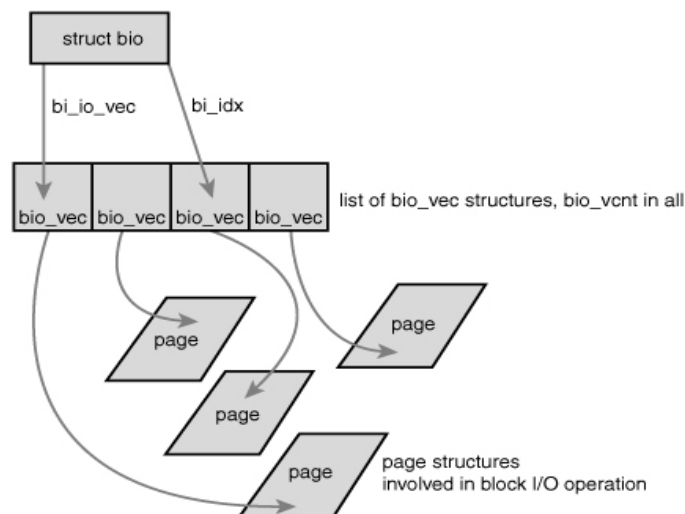 struct bio
bi_io_vec
bi_idx
bio_vec
bio_vec
bio_vec
bio_vec
list of bio_vec structures, bio_vcnt in all
page
page
page
page
page structures
involved in block I/O operation